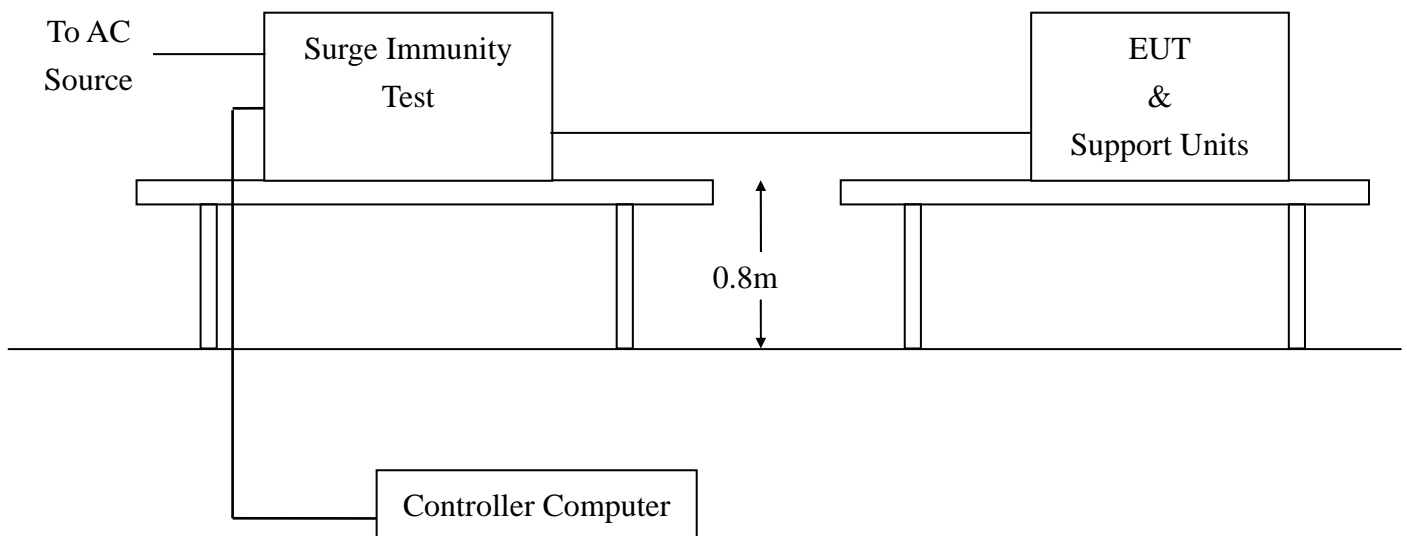 To AC
Source
Surge Immunity
Test
EUT
&
Support Units
0.8m
Controller Computer